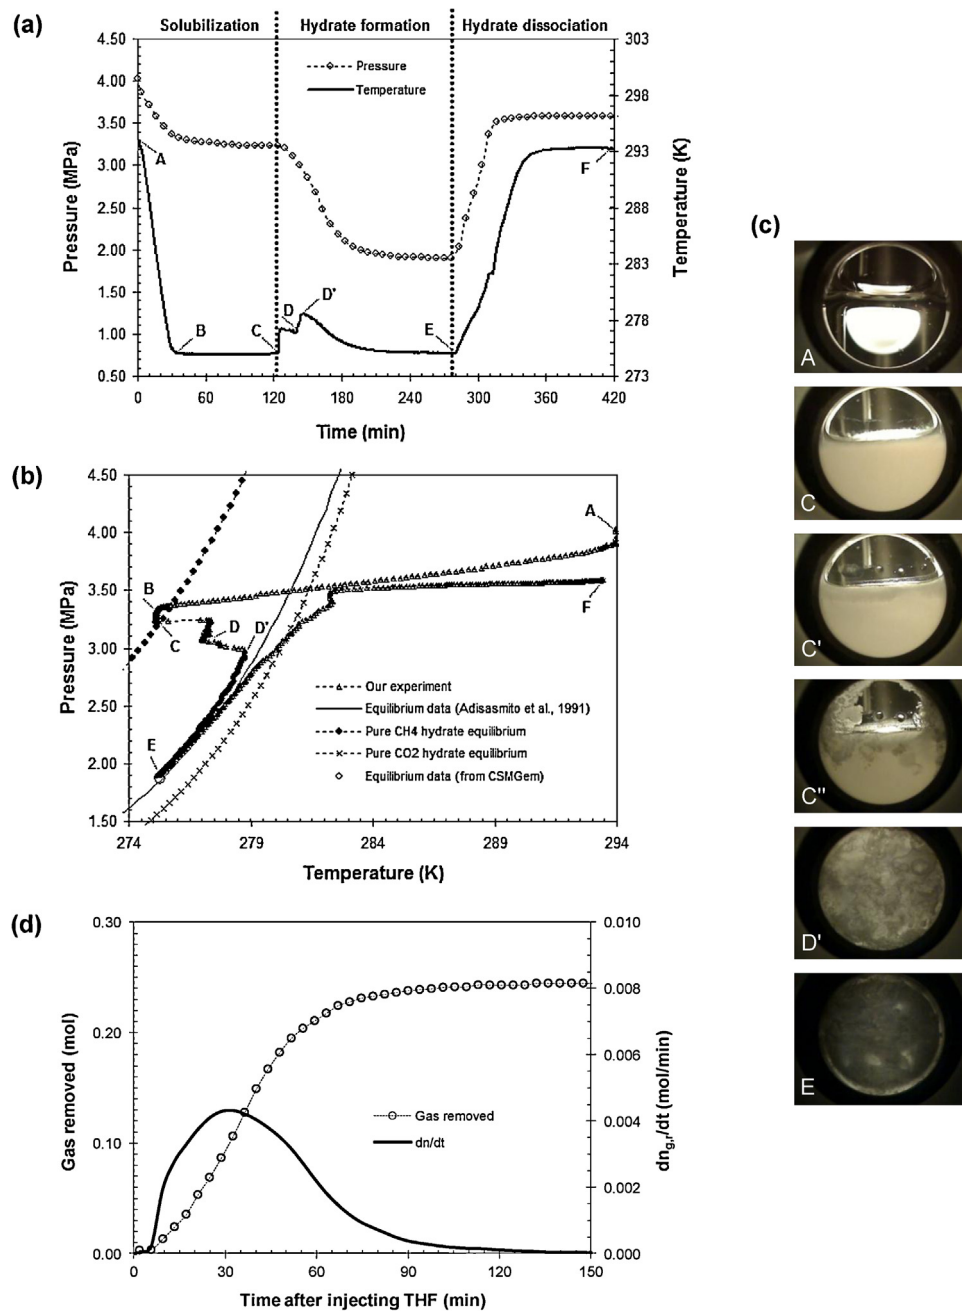 (a)
Solubilization Hydrate formation Hydrate dissociation
4.50 303
Pressure
4.00 298
Temperature
3.50
A F 293
3.00
2.50 288
2.00 283
1.50
D D'
278
1.00 B C E
0.50 273
0 60 120 180 240 300 360 420
Pressure (MPa)
Temperature (K)
Time (min)
(b)
4.50
A
4.00
3.50 B
F
C D D'
3.00
2.50
E
2.00
1.50
Our experiment
Equilibrium data (Adisasmito et al., 1991)
Pure CH4 hydrate equilibrium
Pure CO2 hydrate equilibrium
Equilibrium data (from CSMGem)
274 279 284 289 294
Pressure (MPa)
Temperature (K)
(c)
A
C
C'
C"
D'
E
(d)
0.30 0.010
0.008
0.20
0.006
Gas removed
0.004
0.10 dn/dt
0.002
0.00 0.000
0 30 60 90 120 150
Gas removed (mol)
dng,r/dt (mol/min)
Time after injecting THF (min)